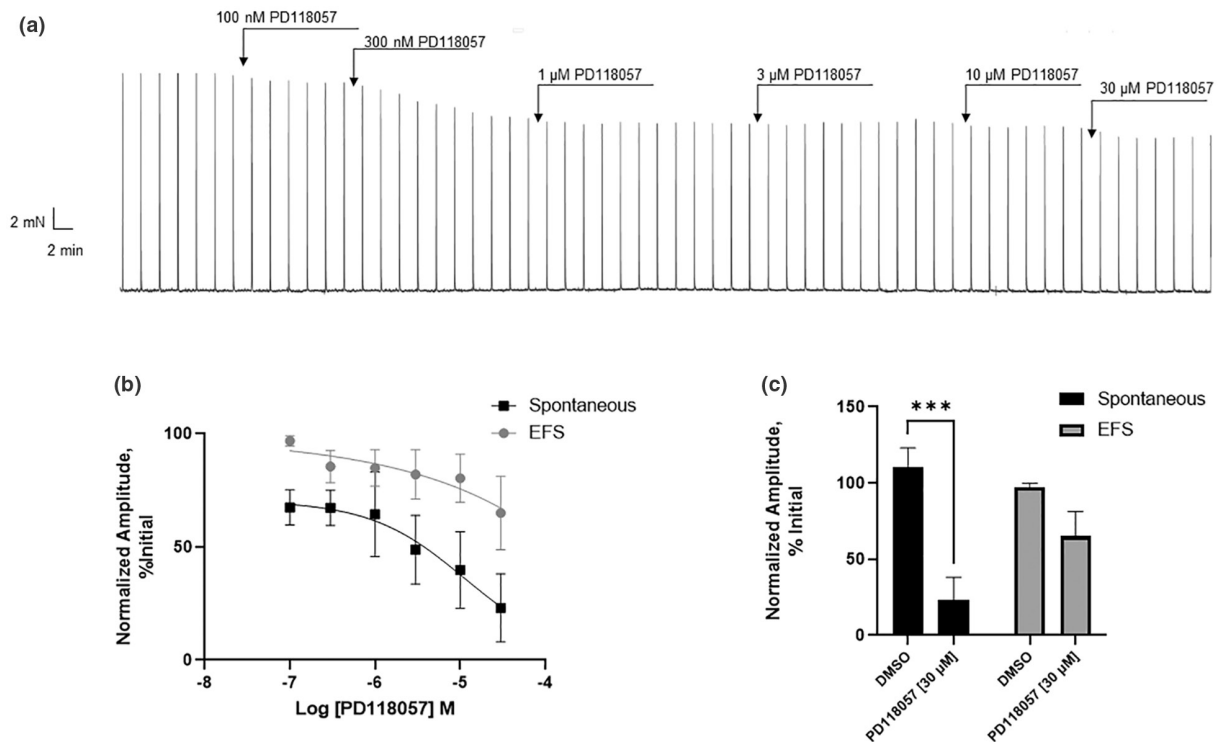 (a)
100 nM PD118057
300 nM PD118057
1 µM PD118057
3 µM PD118057
10 µM PD118057
30 µM PD118057
2 mN
2 min
(b)
Spontaneous
EFS
Normalized Amplitude,
%Initial
100
50
0
-8
-7
-6
-5
-4
Log [PD118057] M
(c)
Spontaneous
EFS
***
Normalized Amplitude,
% Initial
150
100
50
0
DMSO
PD118057 [30 µM]
DMSO
PD118057 [30 µM]